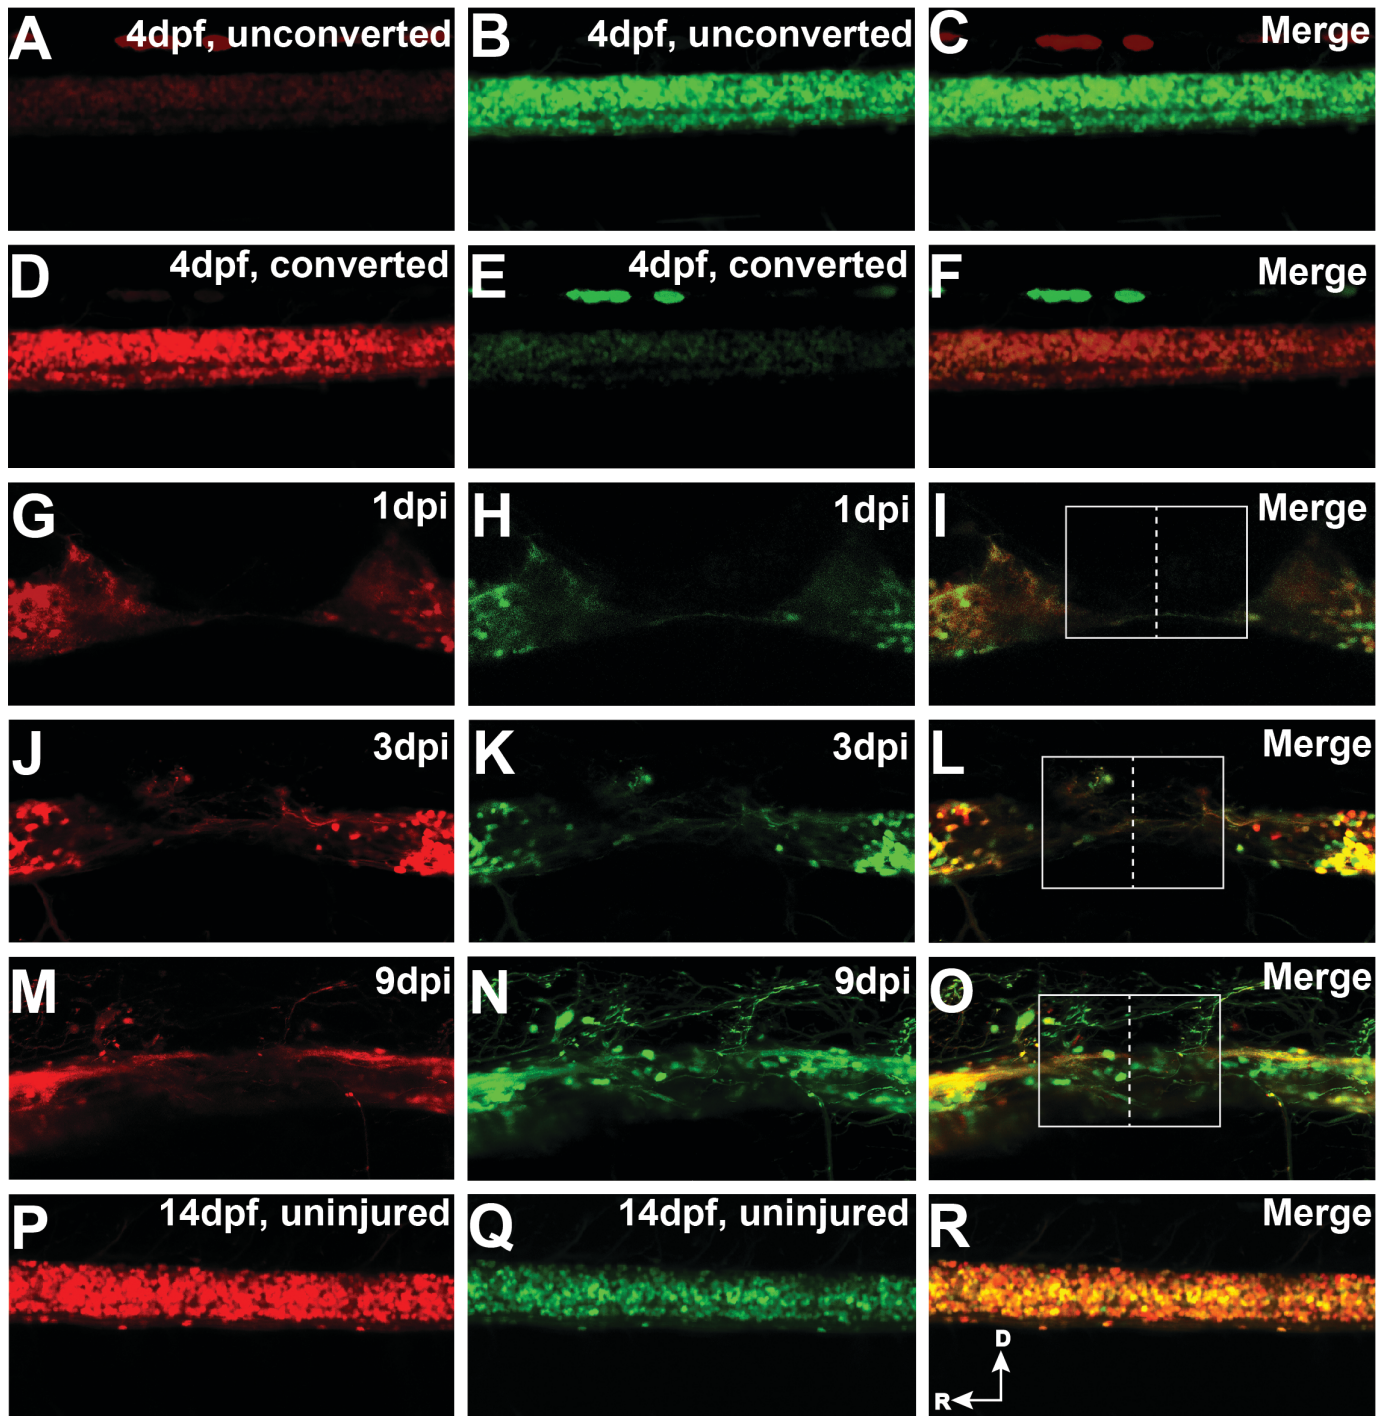 A 4dpf, unconverted
B 4dpf, unconverted
C Merge
D 4dpf, converted
E 4dpf, converted
F Merge
G 1dpi
H 1dpi
I Merge
J 3dpi
K 3dpi
L Merge
M 9dpi
N 9dpi
O Merge
P 14dpf, uninjured
Q 14dpf, uninjured
R Merge
D
R